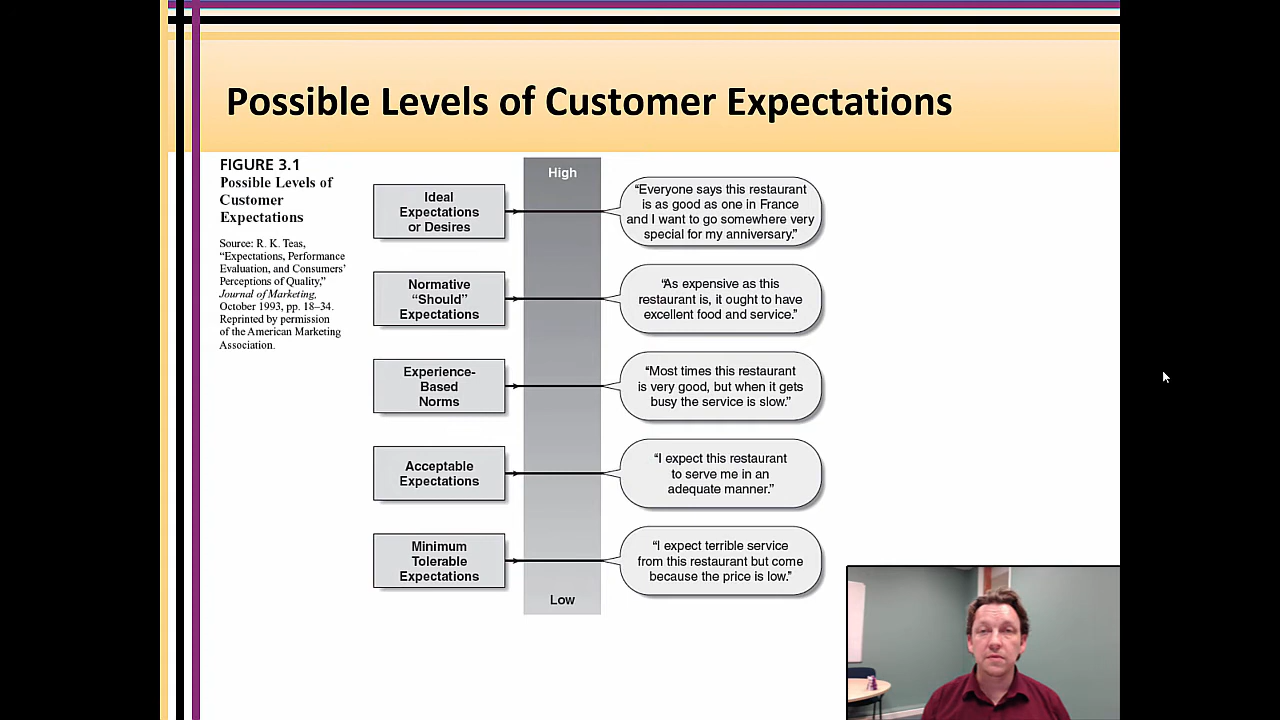 Possible Levels of Customer Expectations
FIGURE 3.1
Possible Levels of
Customer
Expectations
Source: R. K. Teas,
“Expectations, Performance
Evaluation, and Consumers’
Perceptions of Quality,”
Journal of Marketing,
October 1993, pp. 18–34.
Reprinted by permission
of the American Marketing
Association.
High
Ideal
Expectations
or Desires
“Everyone says this restaurant
is as good as one in France
and I want to go somewhere very
special for my anniversary.”
Normative
“Should”
Expectations
“As expensive as this
restaurant is, it ought to have
excellent food and service.”
Experience-
Based
Norms
“Most times this restaurant
is very good, but when it gets
busy the service is slow.”
Acceptable
Expectations
“I expect this restaurant
to serve me in an
adequate manner.”
Minimum
Tolerable
Expectations
“I expect terrible service
from this restaurant but come
because the price is low.”
Low